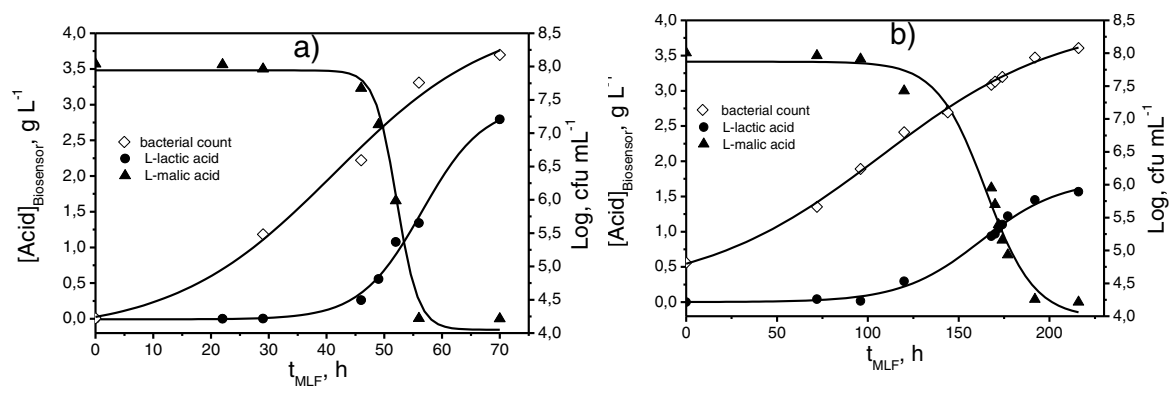 a)
4,0
3,5
3,0
2,5
2,0
1,5
1,0
0,5
0,0
[Acid]Biosensor, g L-1
bacterial count
L-lactic acid
L-malic acid
8,5
8,0
7,5
7,0
6,5
6,0
5,5
5,0
4,5
4,0
Log, cfu mL-1
0 10 20 30 40 50 60 70
tMLF, h
b)
4,0
3,5
3,0
2,5
2,0
1,5
1,0
0,5
0,0
[Acid]Biosensor, g L-1
bacterial count
L-lactic acid
L-malic acid
8,5
8,0
7,5
7,0
6,5
6,0
5,5
5,0
4,5
4,0
Log, cfu mL-1
0 50 100 150 200
tMLF, h